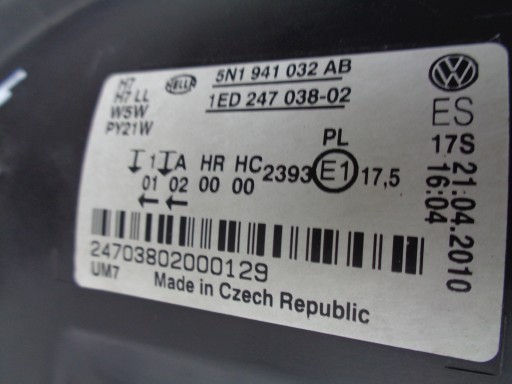 H7
H7 LL
W5W
PY21W
HELLA
5N1 941 032 AB
1ED 247 038-02
VW
ES
17S
21.04.2010
16:04
PL
1 A HR HC 2393 E1 17,5
01 02 00 00
24703802000129
UM7
Made in Czech Republic